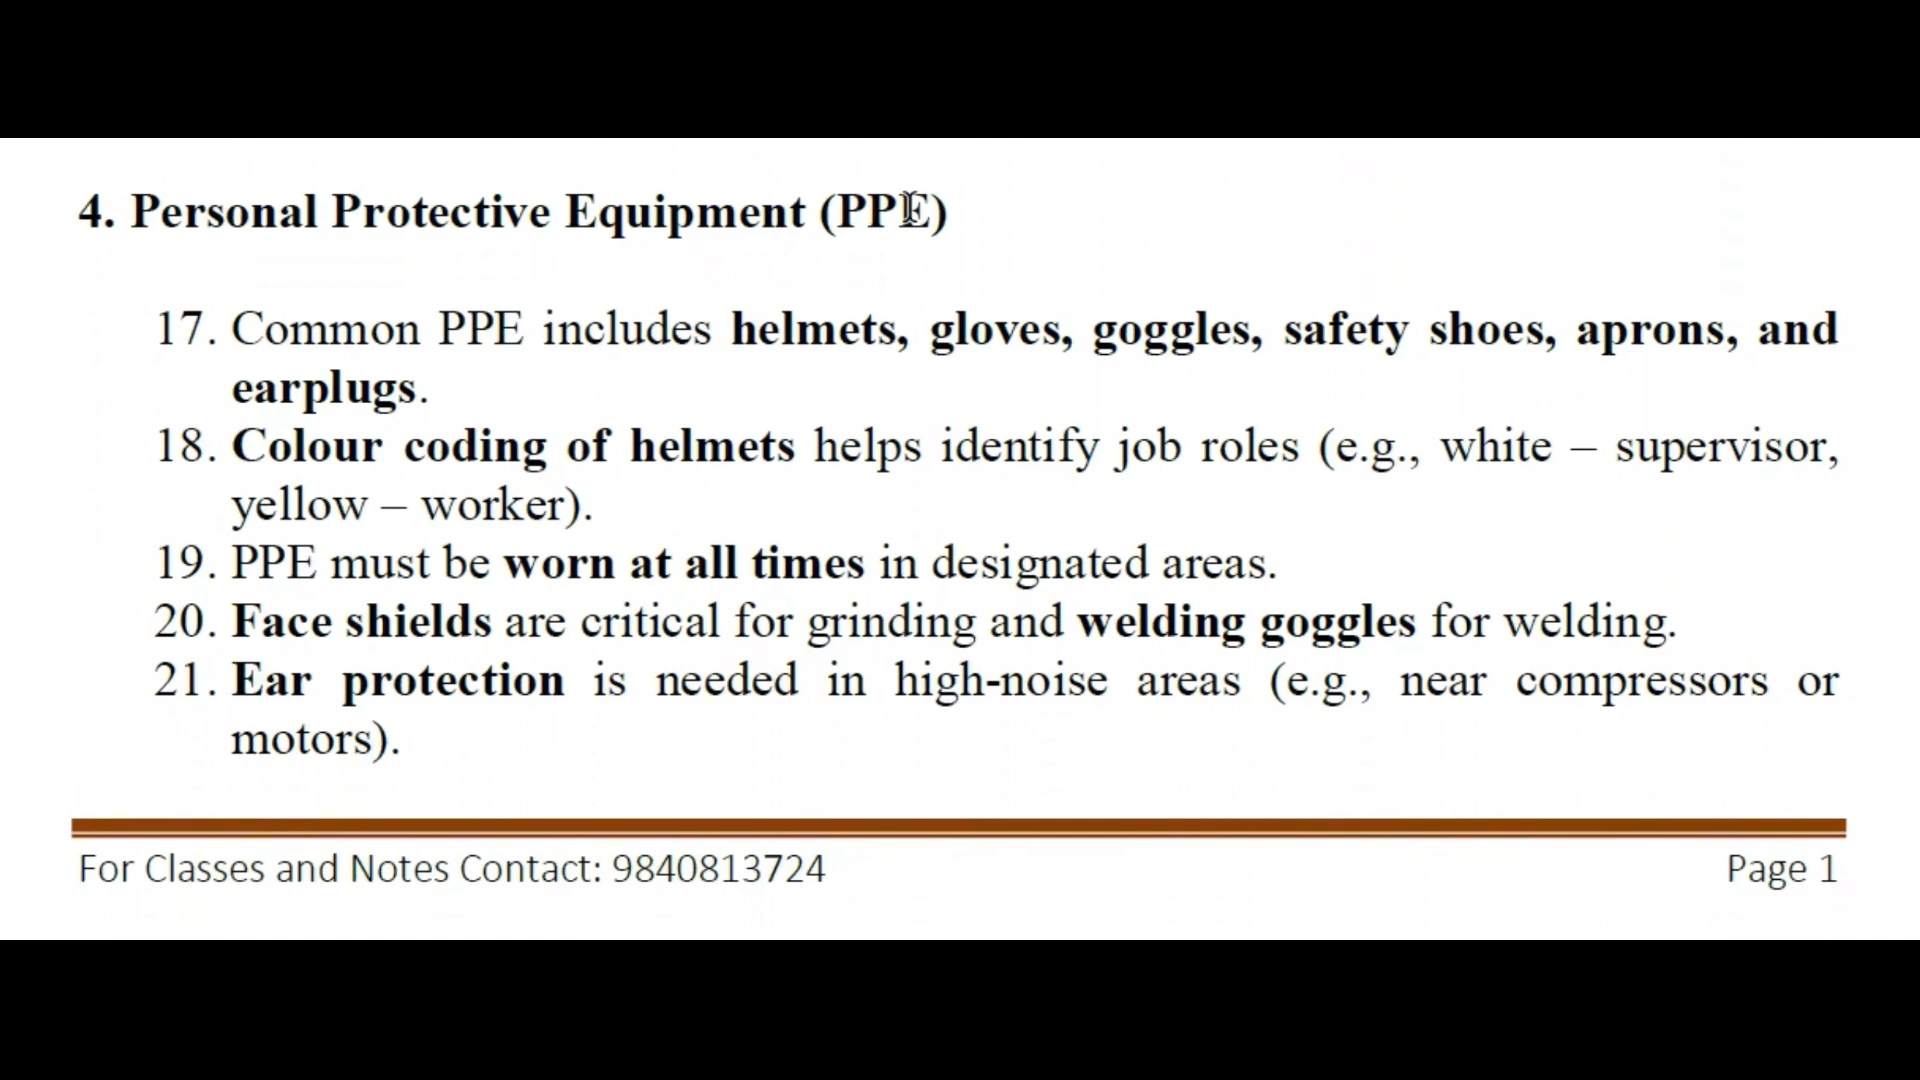 4. Personal Protective Equipment (PPE)
17. Common PPE includes helmets, gloves, goggles, safety shoes, aprons, and
earplugs.
18. Colour coding of helmets helps identify job roles (e.g., white – supervisor,
yellow – worker).
19. PPE must be worn at all times in designated areas.
20. Face shields are critical for grinding and welding goggles for welding.
21. Ear protection is needed in high-noise areas (e.g., near compressors or
motors).
For Classes and Notes Contact: 9840813724 Page 1